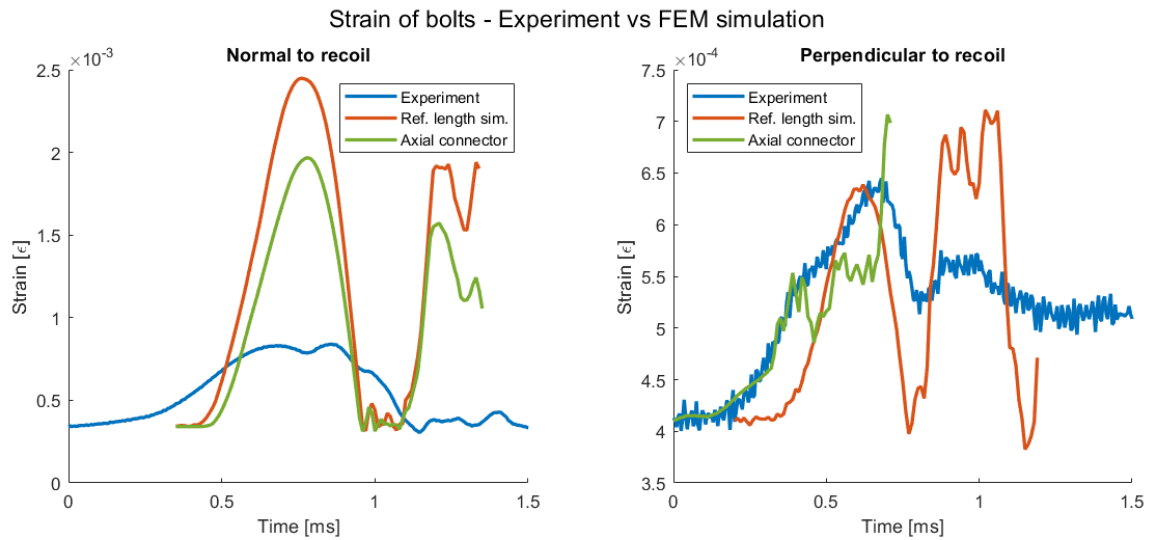 Strain of bolts - Experiment vs FEM simulation
×10⁻³
Normal to recoil
2.5
2
1.5
1
0.5
0
Strain [ϵ]
Experiment
Ref. length sim.
Axial connector
0
0.5
1
1.5
Time [ms]
×10⁻⁴
Perpendicular to recoil
7.5
7
6.5
6
5.5
5
4.5
4
3.5
Strain [ϵ]
Experiment
Ref. length sim.
Axial connector
0
0.5
1
1.5
Time [ms]